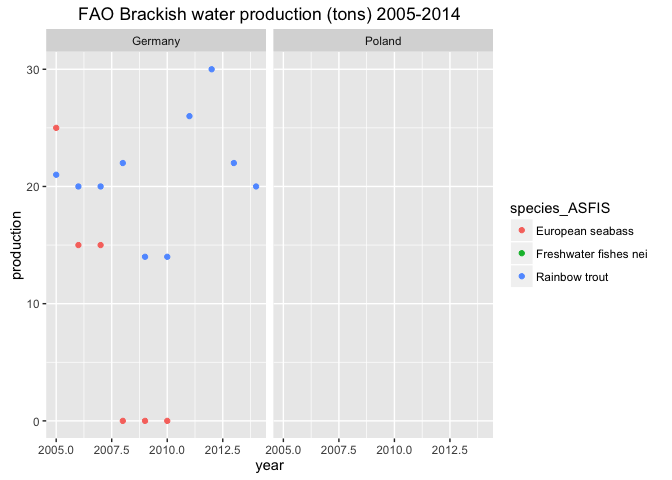 FAO Brackish water production (tons) 2005-2014
Germany
Poland
30
20
10
0
production
2005.0 2007.5 2010.0 2012.5
2005.0 2007.5 2010.0 2012.5
year
species_ASFIS
European seabass
Freshwater fishes nei
Rainbow trout